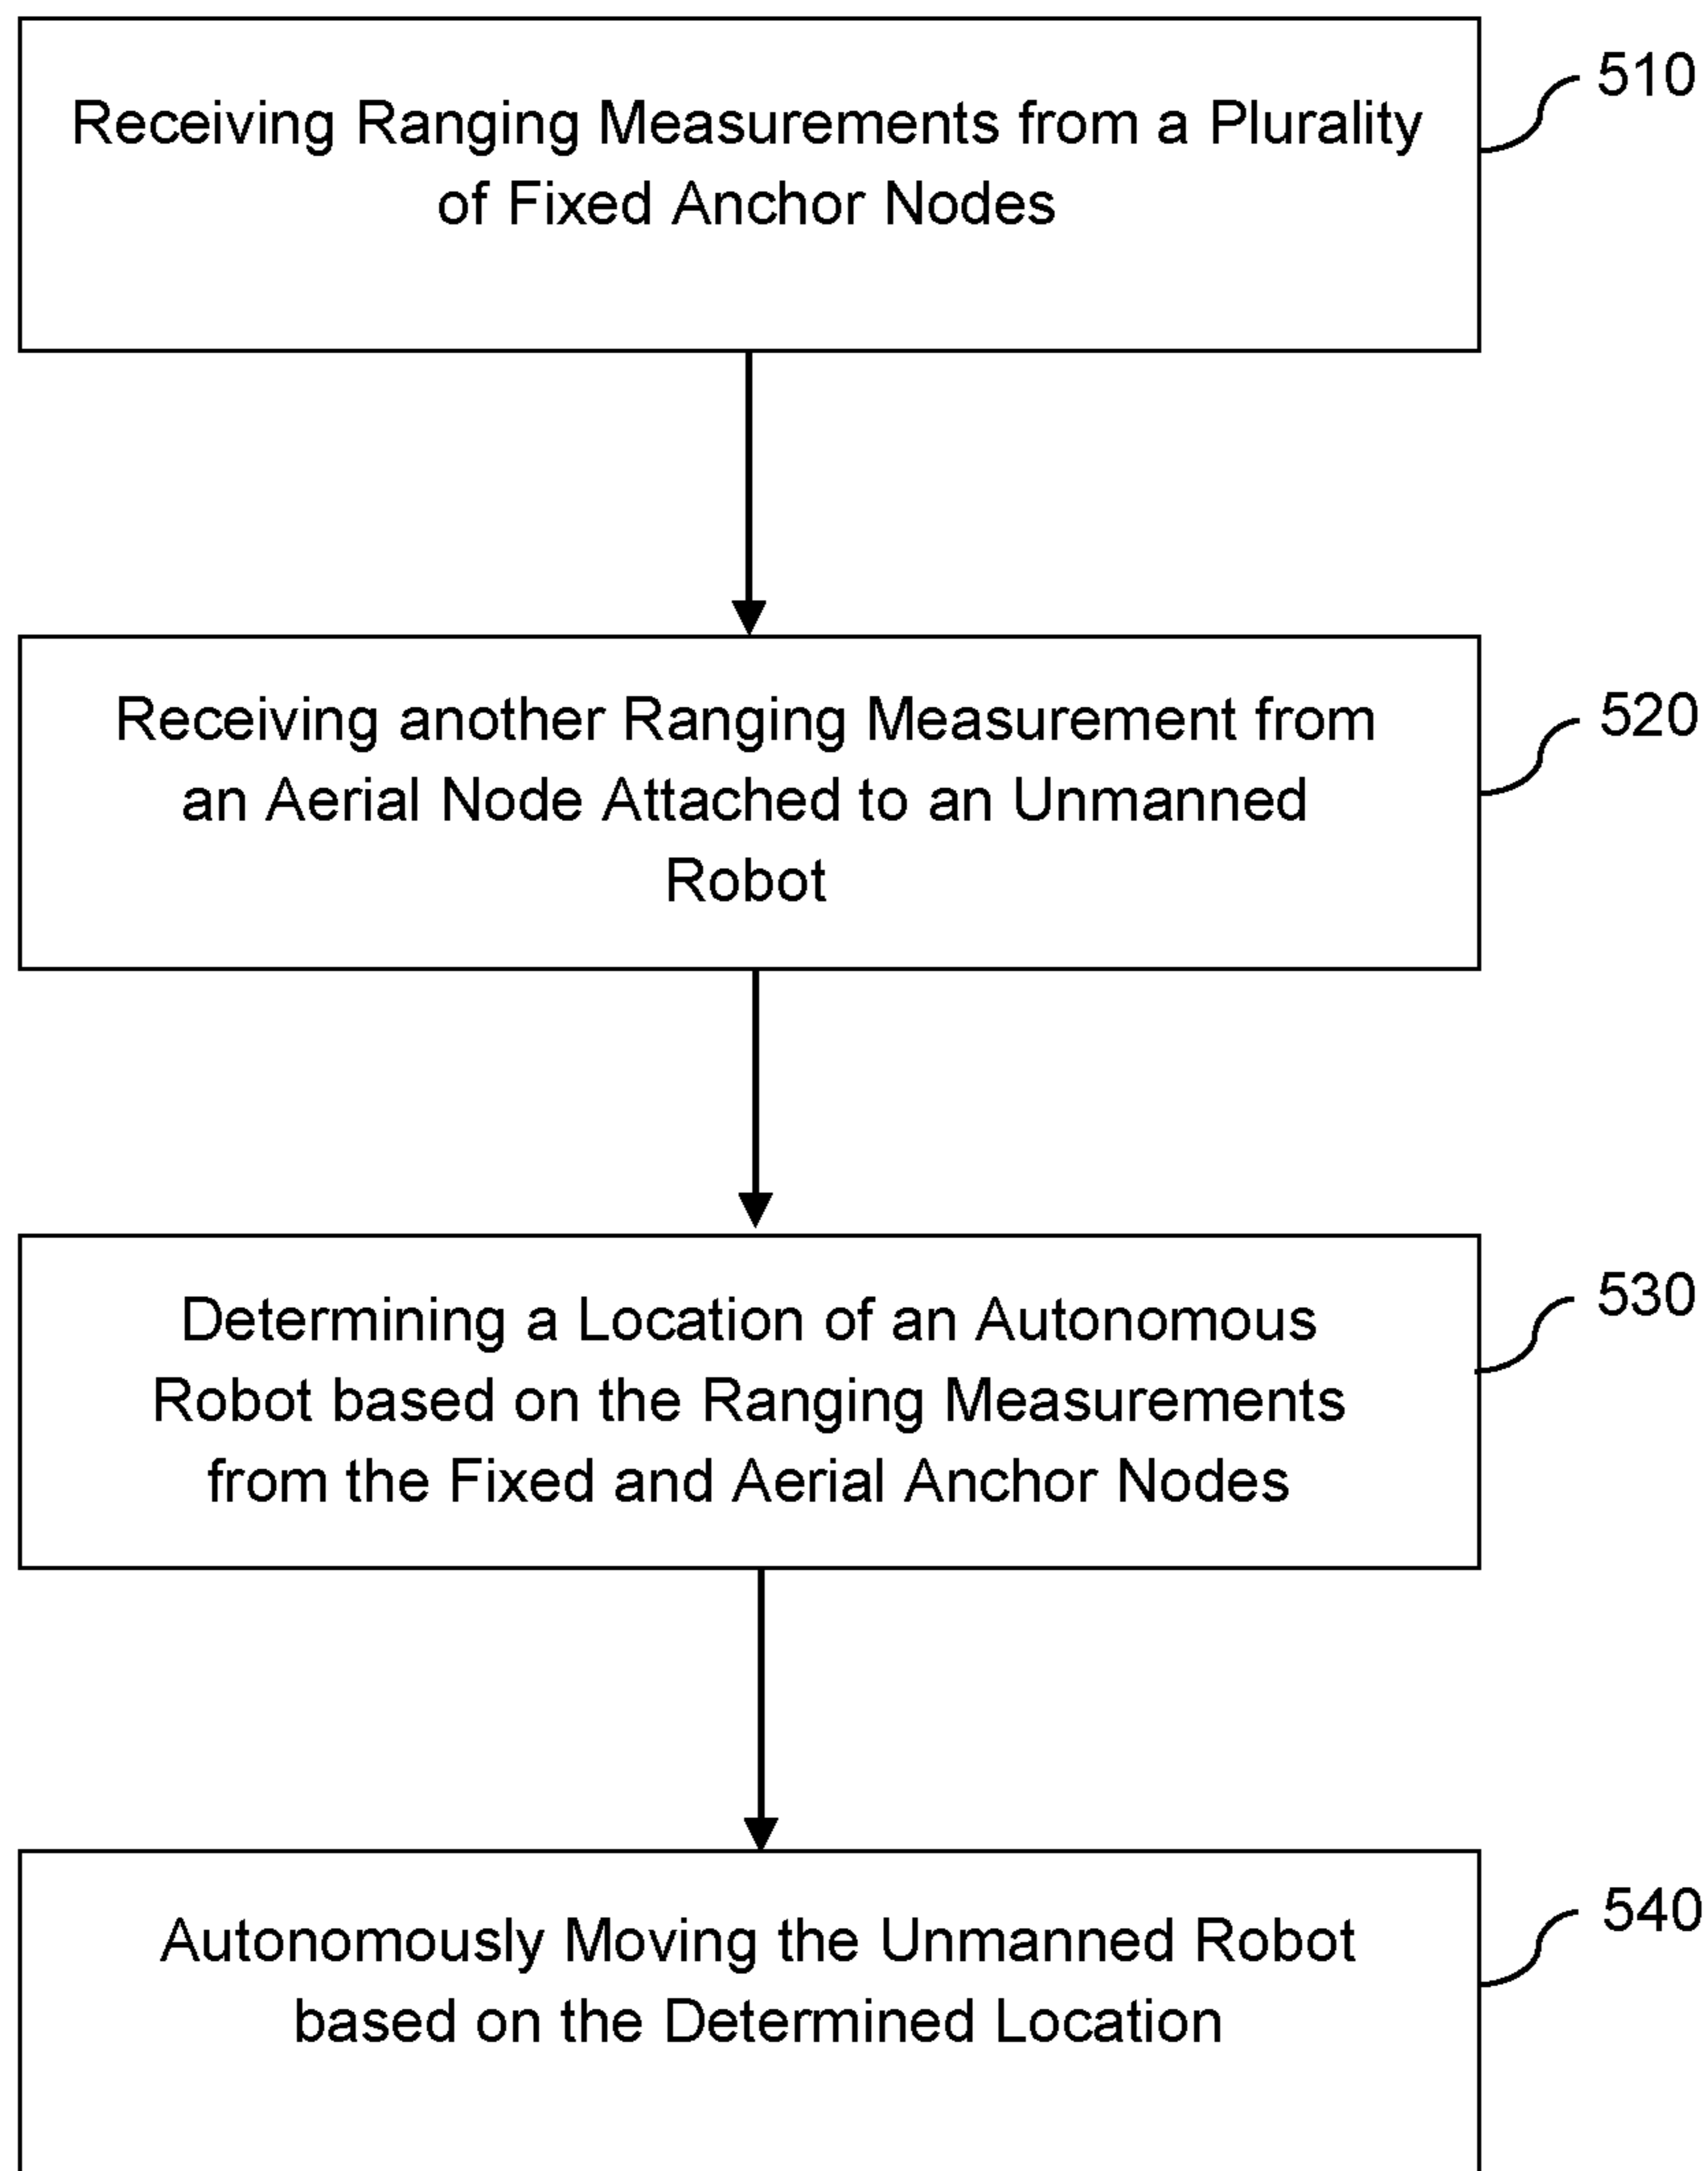 Receiving Ranging Measurements from a Plurality
of Fixed Anchor Nodes
510
Receiving another Ranging Measurement from
an Aerial Node Attached to an Unmanned
Robot
520
Determining a Location of an Autonomous
Robot based on the Ranging Measurements
from the Fixed and Aerial Anchor Nodes
530
Autonomously Moving the Unmanned Robot
based on the Determined Location
540